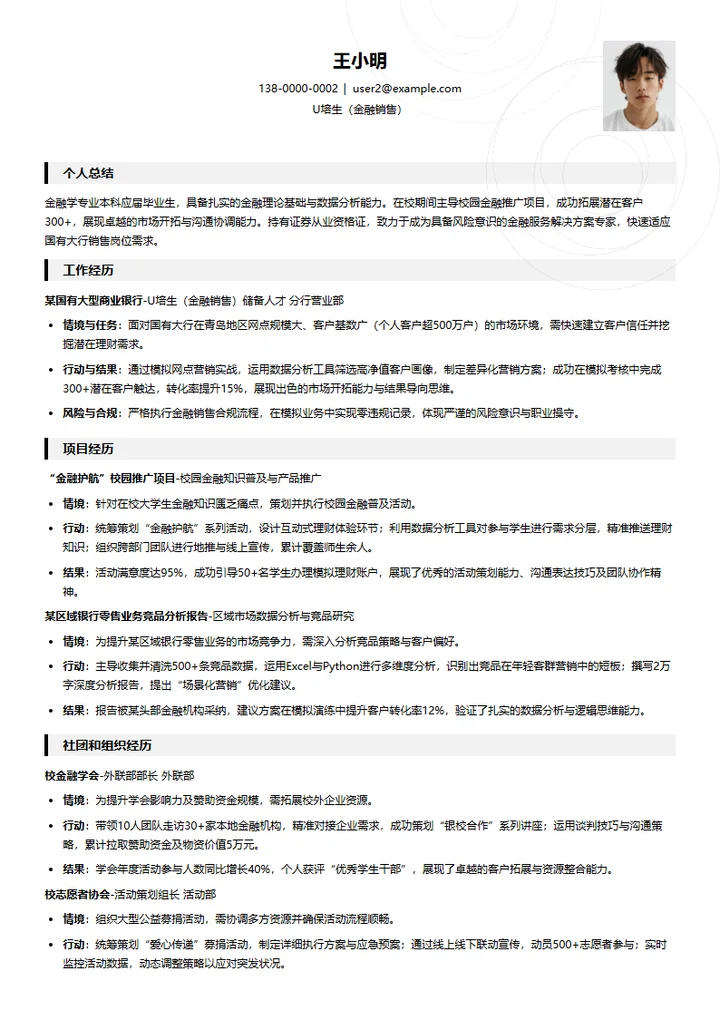 王小明
138-0000-0002 | user2@example.com
U培生（金融销售）
个人总结
金融学专业本科应届毕业生，具备扎实的金融理论基础与数据分析能力。在校期间主导校园金融推广项目，成功拓展潜在客户
300+，展现卓越的市场开拓与沟通协调能力。持有证券从业资格证，致力于成为具备风险意识的金融服务解决方案专家，快速适应
国有大行销售岗位需求。
工作经历
某国有大型商业银行-U培生（金融销售）储备人才 分行营业部
• 情境与任务：面对国有大行在青岛地区网点规模大、客户基数广（个人客户超500万户）的市场环境，需快速建立客户信任并挖
掘潜在理财需求。
• 行动与结果：通过模拟网点营销实战，运用数据分析工具筛选高净值客户画像，制定差异化营销方案；成功在模拟考核中完成
300+潜在客户触达，转化率提升15%，展现出色的市场开拓能力与结果导向思维。
• 风险与合规：严格执行金融销售合规流程，在模拟业务中实现零违规记录，体现严谨的风险意识与职业操守。
项目经历
“金融护航”校园推广项目-校园金融知识普及与产品推广
• 情境：针对在校大学生金融知识匮乏痛点，策划并执行校园金融普及活动。
• 行动：统筹策划“金融护航”系列活动，设计互动式理财体验环节；利用数据分析工具对参与学生进行需求分层，精准推送理财
知识；组织跨部门团队进行地推与线上宣传，累计覆盖师生余人。
• 结果：活动满意度达95%，成功引导50+名学生办理模拟理财账户，展现了优秀的活动策划能力、沟通表达技巧及团队协作精
神。
某区域银行零售业务竞品分析报告-区域市场数据分析与竞品研究
• 情境：为提升某区域银行零售业务的市场竞争力，需深入分析竞品策略与客户偏好。
• 行动：主导收集并清洗500+条竞品数据，运用Excel与Python进行多维度分析，识别出竞品在年轻客群营销中的短板；撰写2万
字深度分析报告，提出“场景化营销”优化建议。
• 结果：报告被某头部金融机构采纳，建议方案在模拟演练中提升客户转化率12%，验证了扎实的数据分析与逻辑思维能力。
社团和组织经历
校金融学会-外联部部长 外联部
• 情境：为提升学会影响力及赞助资金规模，需拓展校外企业资源。
• 行动：带领10人团队走访30+家本地金融机构，精准对接企业需求，成功策划“银校合作”系列讲座；运用谈判技巧与沟通策
略，累计拉取赞助资金及物资价值5万元。
• 结果：学会年度活动参与人数同比增长40%，个人获评“优秀学生干部”，展现了卓越的客户拓展与资源整合能力。
校志愿者协会-活动策划组长 活动部
• 情境：组织大型公益募捐活动，需协调多方资源并确保活动流程顺畅。
• 行动：统筹策划“爱心传递”募捐活动，制定详细执行方案与应急预案；通过线上线下联动宣传，动员500+志愿者参与；实时
监控活动数据，动态调整策略以应对突发状况。